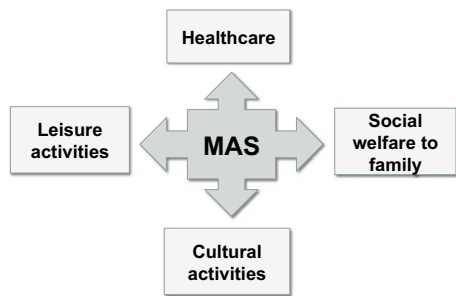 Healthcare
Leisure
activities
MAS
Social
welfare to
family
Cultural
activities